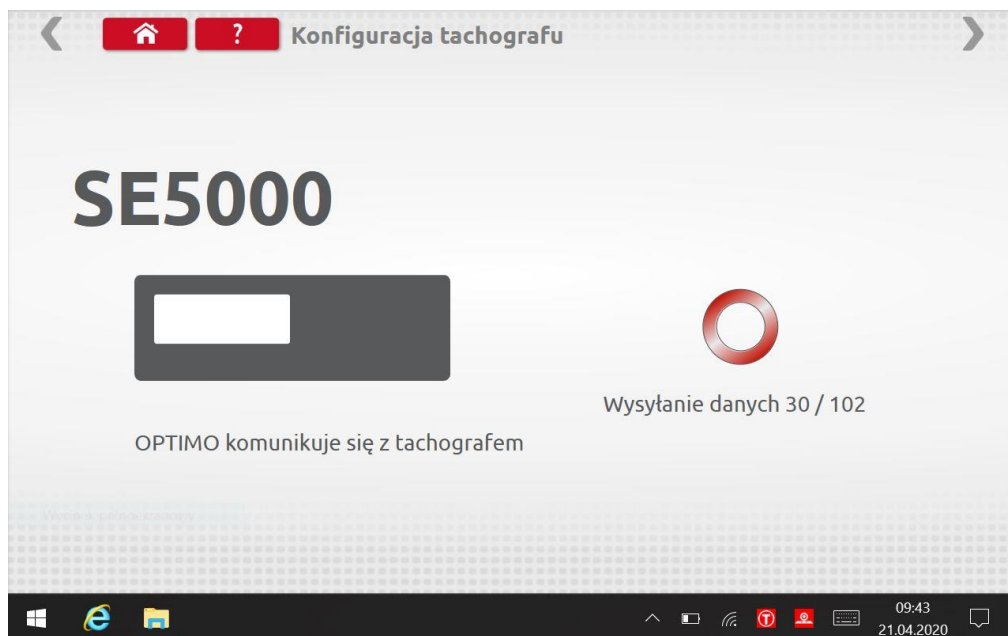 ? Konfiguracja tachografu
SE5000
Wysyłanie danych 30 / 102
OPTIMO komunikuje się z tachografem
09:43
21.04.2020